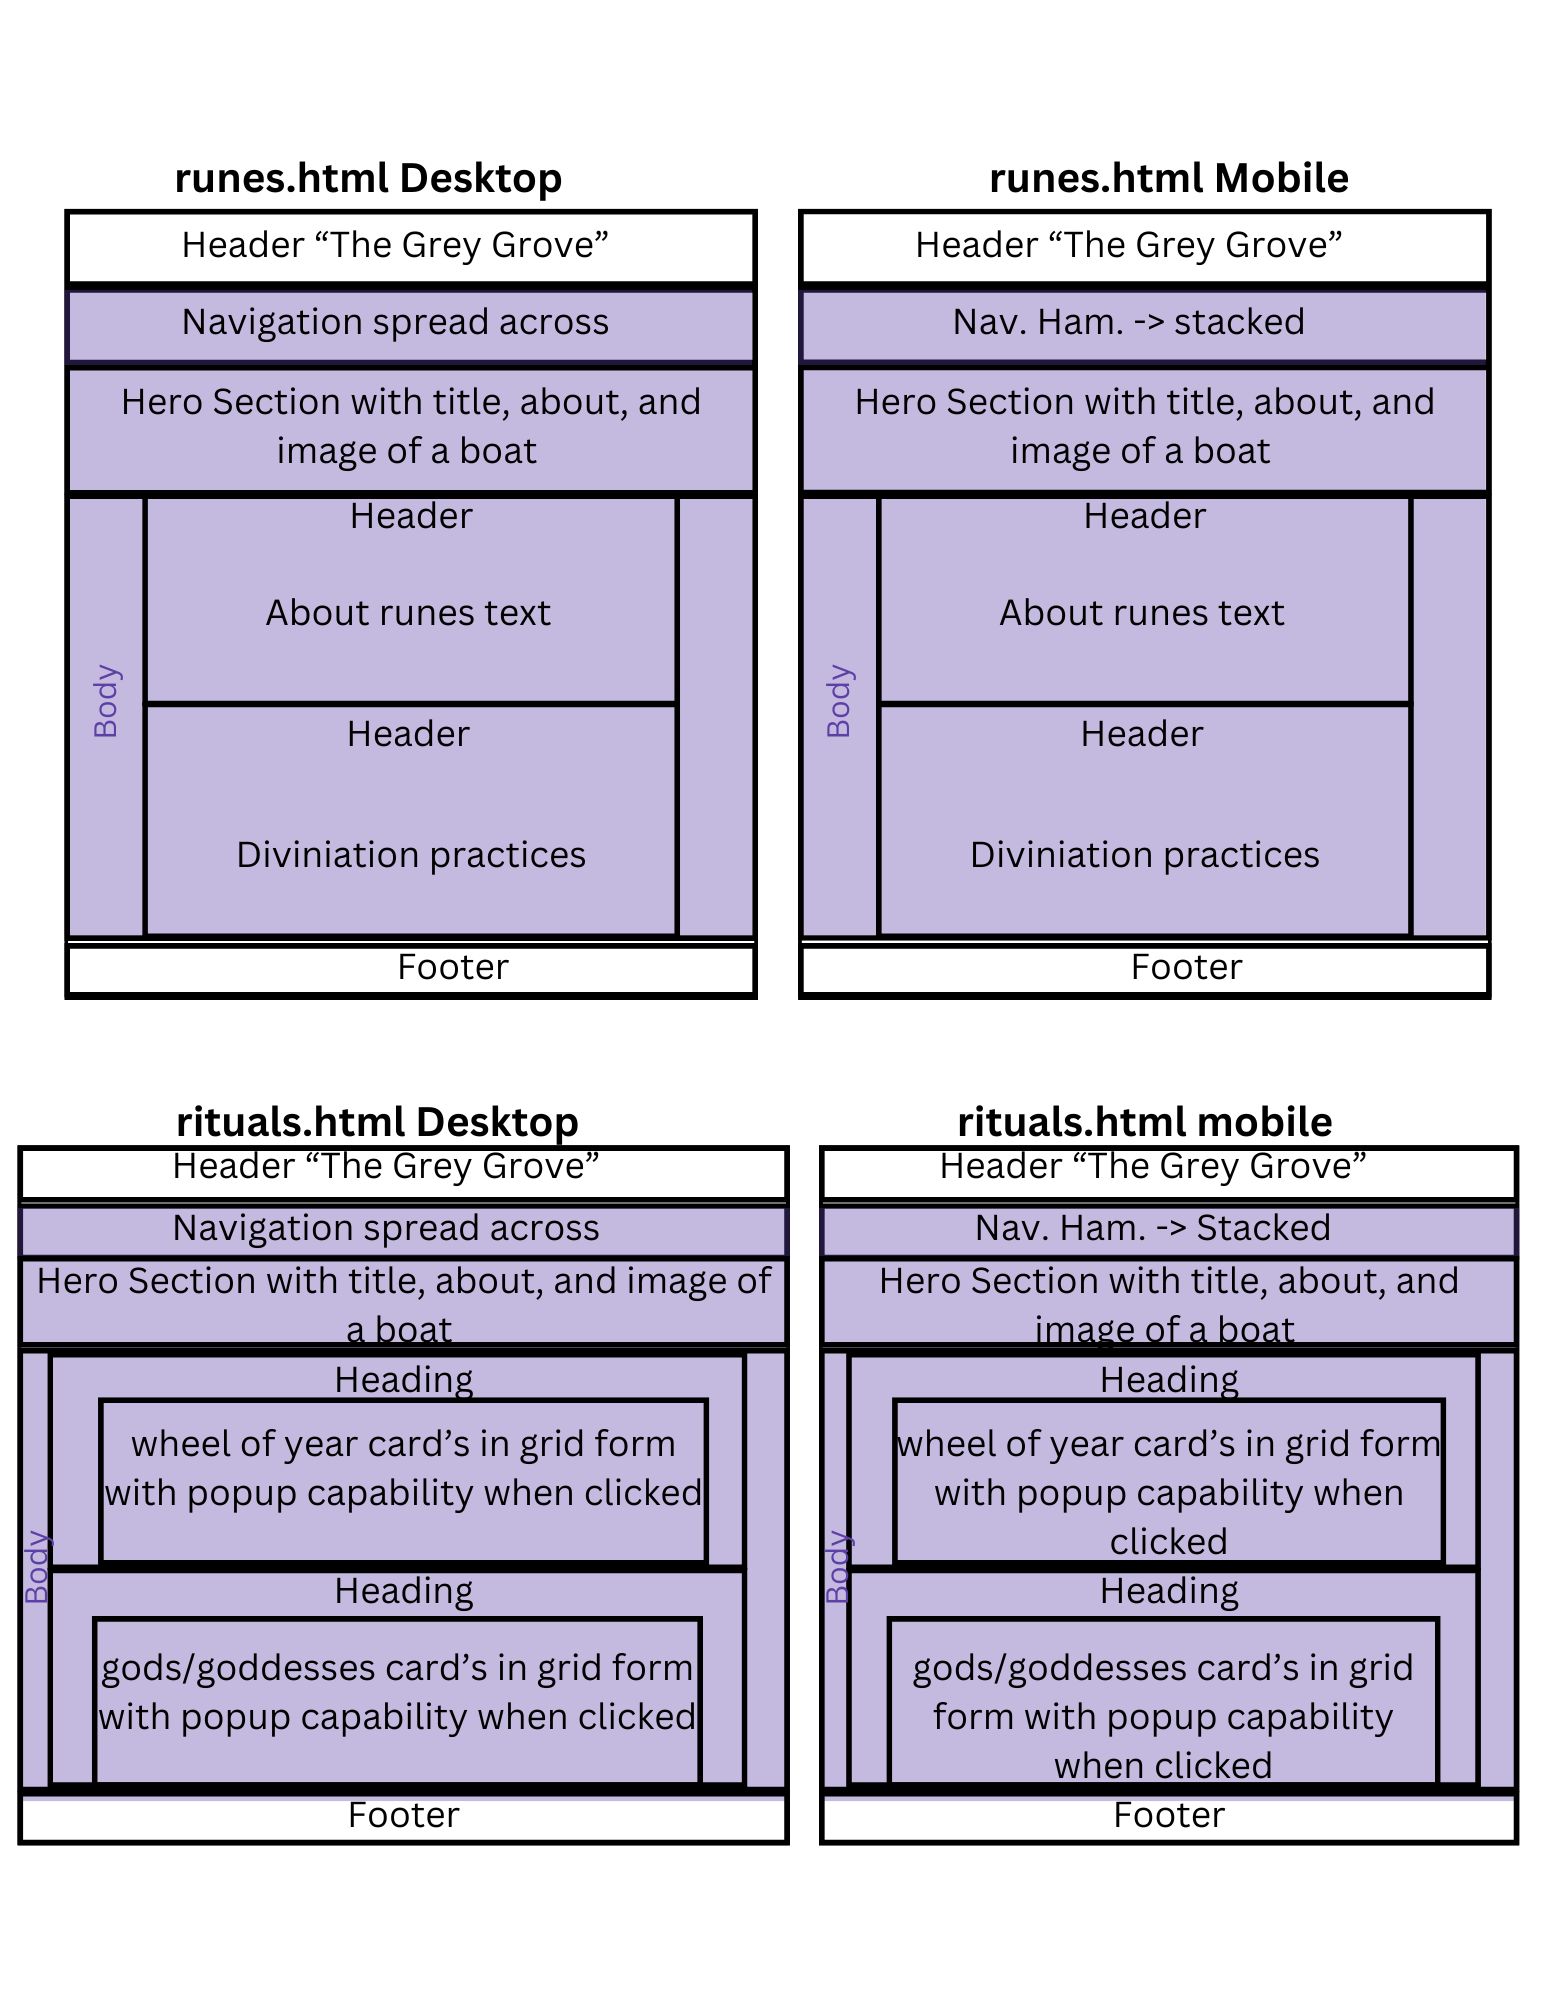 runes.html Desktop
Header “The Grey Grove”
Navigation spread across
Hero Section with title, about, and
image of a boat
Body
Header
About runes text
Header
Diviniation practices
Footer
runes.html Mobile
Header “The Grey Grove”
Nav. Ham. -> stacked
Hero Section with title, about, and
image of a boat
Body
Header
About runes text
Header
Diviniation practices
Footer
rituals.html Desktop
Header “The Grey Grove”
Navigation spread across
Hero Section with title, about, and image of
a boat
Body
Heading
wheel of year card’s in grid form
with popup capability when clicked
Heading
gods/goddesses card’s in grid form
with popup capability when clicked
Footer
rituals.html mobile
Header “The Grey Grove”
Nav. Ham. -> Stacked
Hero Section with title, about, and
image of a boat
Body
Heading
wheel of year card’s in grid form
with popup capability when
clicked
Heading
gods/goddesses card’s in grid
form with popup capability
when clicked
Footer